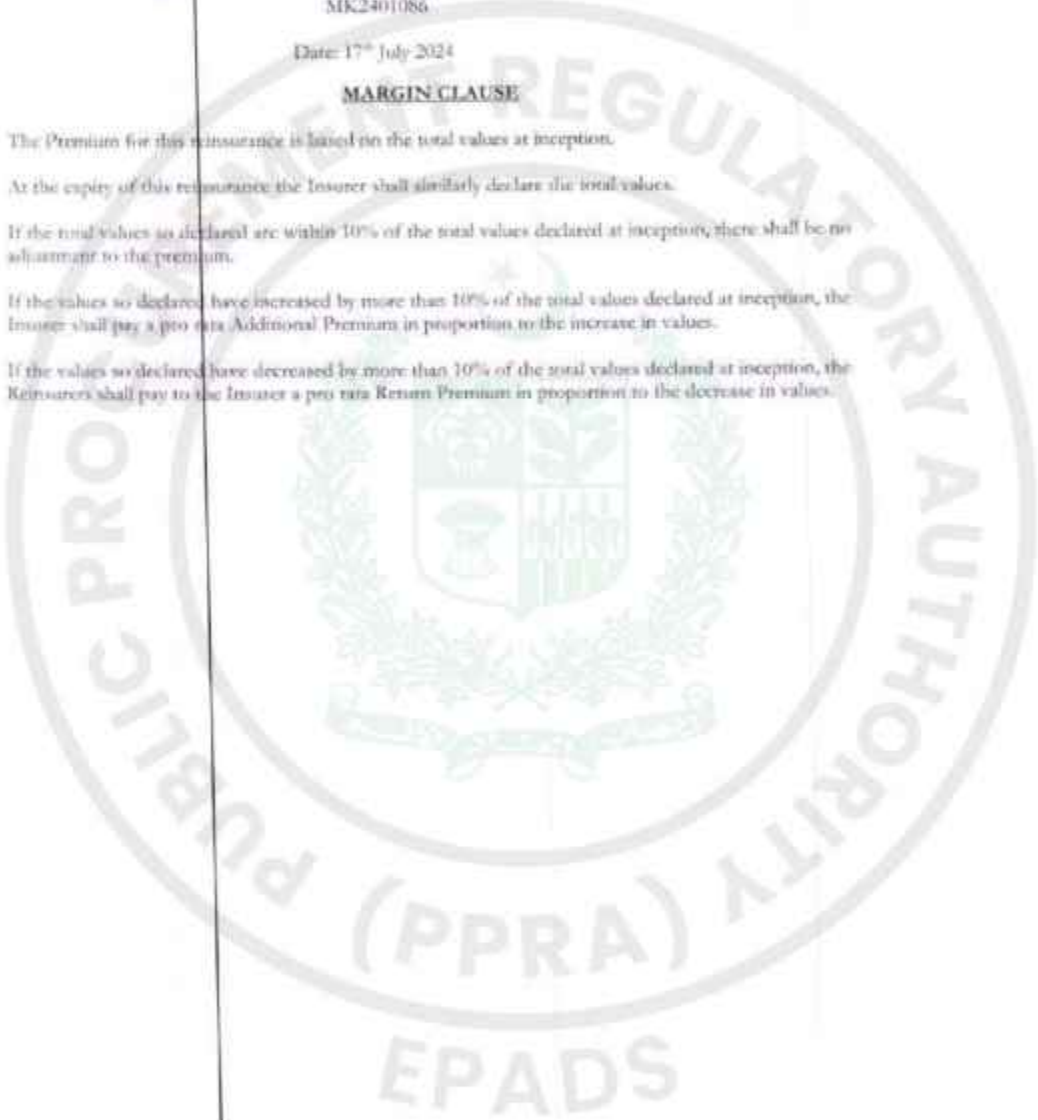 MK2401086
Date: 17th July 2024
MARGIN CLAUSE
The Premium for this reinsurance is based on the total values at inception.
At the expiry of this reinsurance the Insurer shall similarly declare the total values.
If the total values so declared are within 10% of the total values declared at inception, there shall be no
adjustment to the premium.
If the values so declared have increased by more than 10% of the total values declared at inception, the
Insurer shall pay a pro rata Additional Premium in proportion to the increase in values.
If the values so declared have decreased by more than 10% of the total values declared at inception, the
Reinsurers shall pay to the Insurer a pro rata Return Premium in proportion to the decrease in values.
PUBLIC PROCUREMENT REGULATORY AUTHORITY
(PPRA)
EPADS